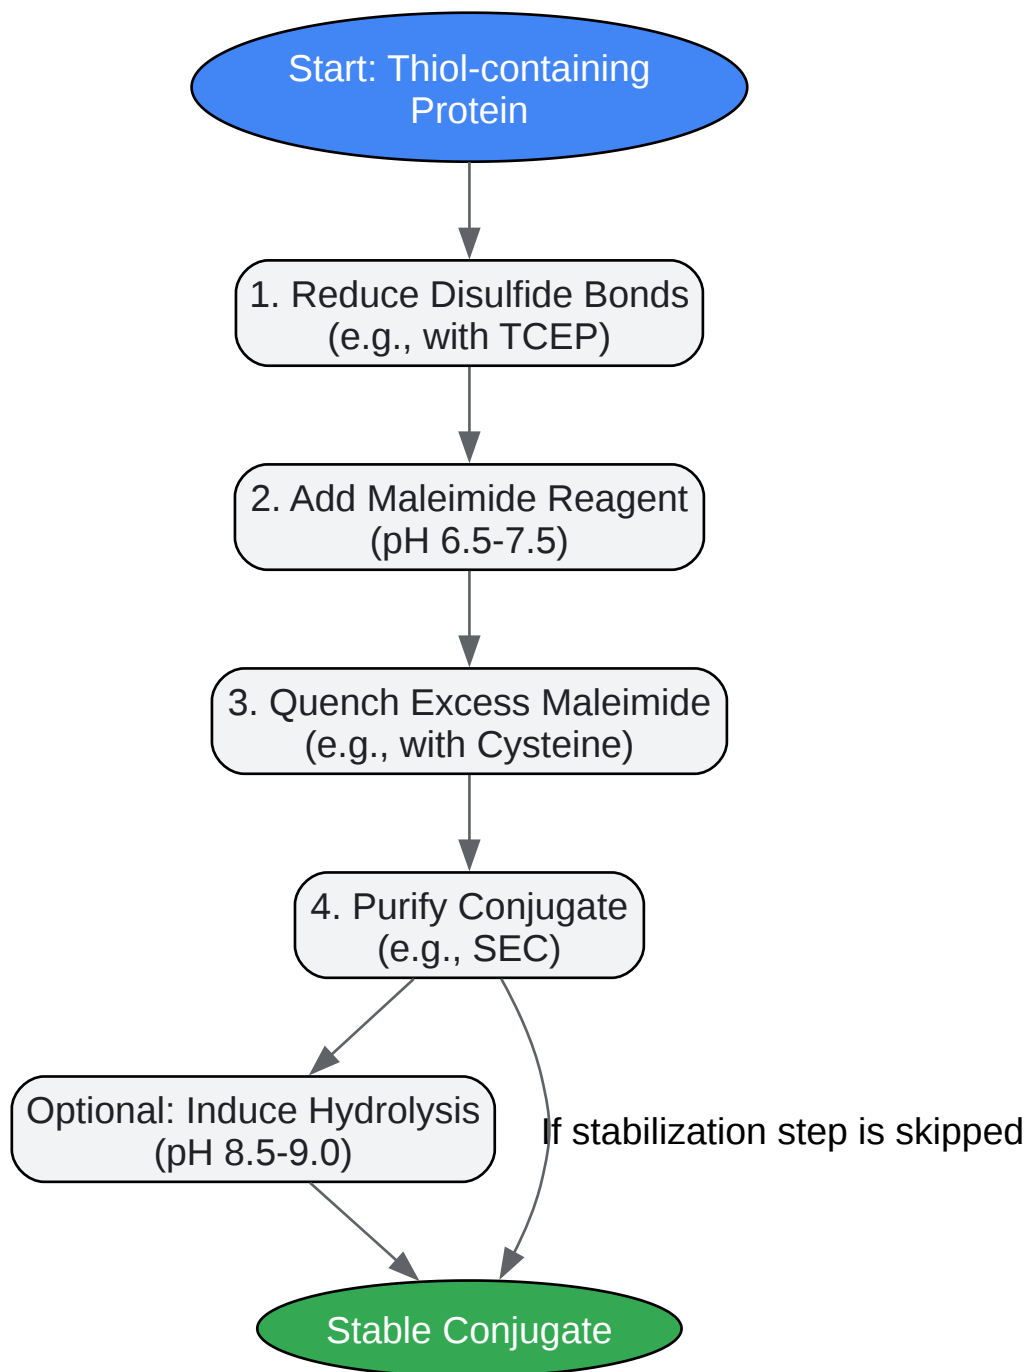 Start: Thiol-containing
Protein
1. Reduce Disulfide Bonds
(e.g., with TCEP)
2. Add Maleimide Reagent
(pH 6.5-7.5)
3. Quench Excess Maleimide
(e.g., with Cysteine)
4. Purify Conjugate
(e.g., SEC)
Optional: Induce Hydrolysis
(pH 8.5-9.0)
If stabilization step is skipped
Stable Conjugate